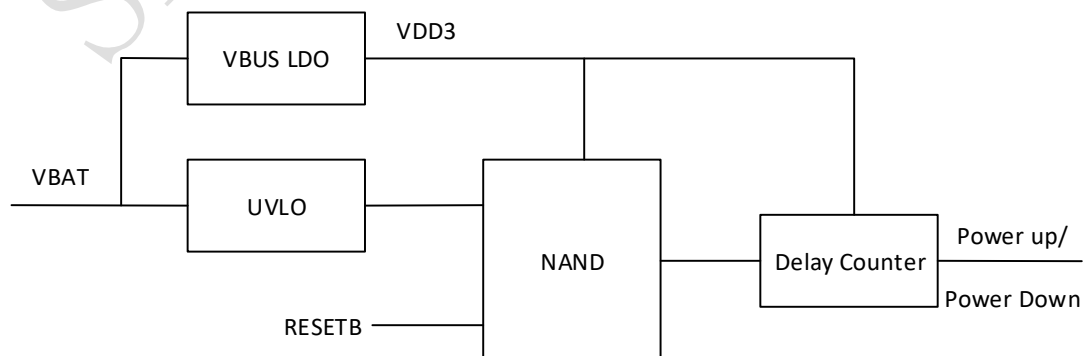 VDD3
VBUS LDO
VBAT
UVLO
Power up/
NAND
Delay Counter
Power Down
RESETB